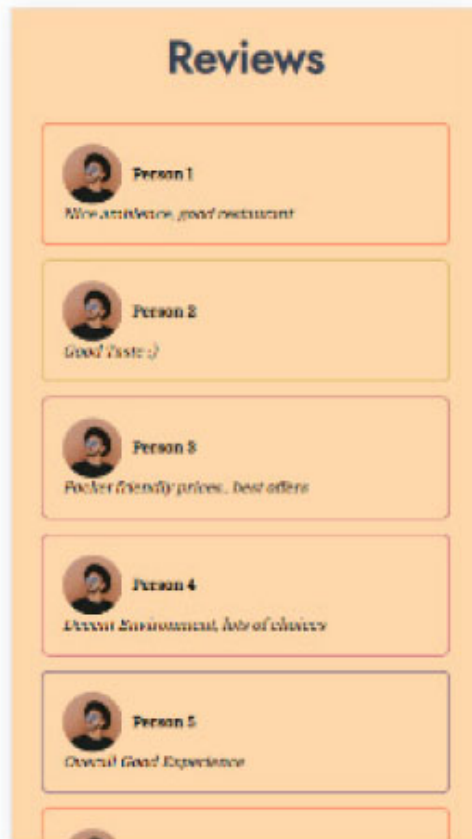 Reviews
Person 1
Nice ambience, good restaurant
Person 2
Good Taste :)
Person 3
Pocket friendly prices.. best offers
Person 4
Decent Environment, lots of choices
Person 5
Overall Good Experience